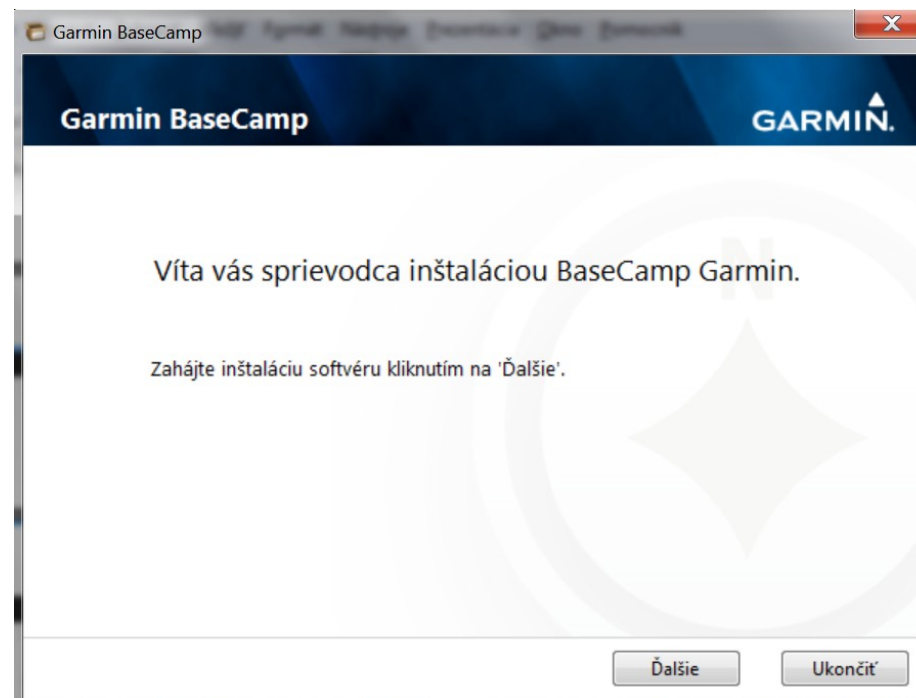 Garmin BaseCamp
Garmin BaseCamp
GARMIN.
Víta vás sprievodca inštaláciou BaseCamp Garmin.
N
Zahájte inštaláciu softvéru kliknutím na 'Ďalšie'.
Ďalšie
Ukončiť